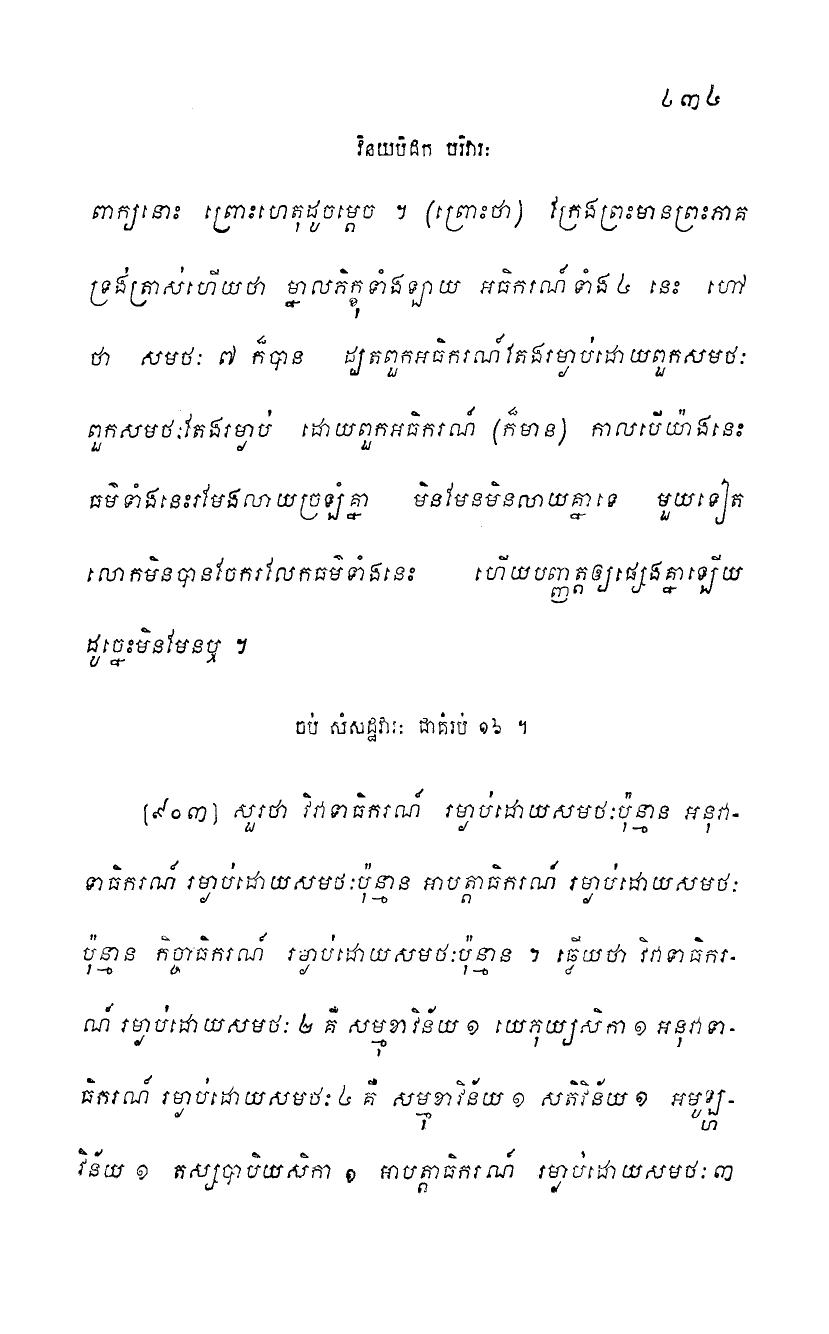 ៤៣៤
វិនយបិដក បរិវារៈ
ពាក្យនោះ ព្រោះហេតុដូចម្ដេច ។ (ព្រោះថា) ក្រែងព្រះមានព្រះភាគ
ទ្រង់ត្រាស់ហើយថា ម្នាលភិក្ខុទាំងឡាយ អធិករណ៍ទាំង៤ នេះ ហៅ
ថា សមថៈ ៧ ក៏បាន ដ្បិតពួកអធិករណ៍តែងរម្ងាប់ដោយពួកសមថៈ
ពួកសមថៈតែងរម្ងាប់ ដោយពួកអធិករណ៍ (ក៏មាន) កាលបើយ៉ាងនេះ
ធម៌ទាំងនេះរមែងលាយច្រឡំគ្នា មិនមែនមិនលាយគ្នាទេ មួយទៀត
លោកមិនបានចែករលែកធម៌ទាំងនេះ ហើយបញ្ញត្តឲ្យផ្សេងគ្នាឡើយ
ដូច្នេះមិនមែនឬ ។
ចប់ សំសដ្ឋវារៈ ជាគំរប់ ១៦ ។
[៩០៣] សួរថា វិវាទាធិករណ៍ រម្ងាប់ដោយសមថៈប៉ុន្មាន អនុវា-
ទាធិករណ៍ រម្ងាប់ដោយសមថៈប៉ុន្មាន អាបត្តាធិករណ៍ រម្ងាប់ដោយសមថៈ
ប៉ុន្មាន កិច្ចាធិករណ៍ រម្ងាប់ដោយសមថៈប៉ុន្មាន ។ ឆ្លើយថា វិវាទាធិករ-
ណ៍ រម្ងាប់ដោយសមថៈ ២ គឺ សម្មុខាវិន័យ ១ យេភុយ្យសិកា ១ អនុវាទា-
ធិករណ៍ រម្ងាប់ដោយសមថៈ ៤ គឺ សម្មុខាវិន័យ ១ សតិវិន័យ ១ អមូឡ្ហ-
វិន័យ ១ តស្សបាបិយសិកា ១ អាបត្តាធិករណ៍ រម្ងាប់ដោយសមថៈ ៣